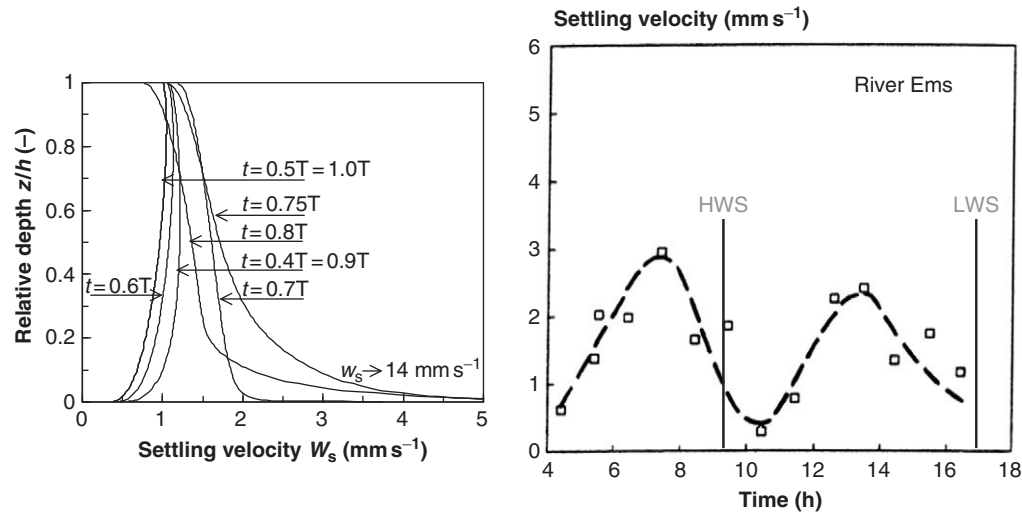 Relative depth z/h (–)
1
0.8
0.6
0.4
0.2
0
t = 0.5T = 1.0T
t = 0.75T
t = 0.8T
t = 0.4T = 0.9T
t = 0.6T
t = 0.7T
wₛ → 14 mm s⁻¹
0 1 2 3 4 5
Settling velocity Wₛ (mm s⁻¹)
Settling velocity (mm s⁻¹)
6
5
4
3
2
1
0
River Ems
HWS
LWS
4 6 8 10 12 14 16 18
Time (h)